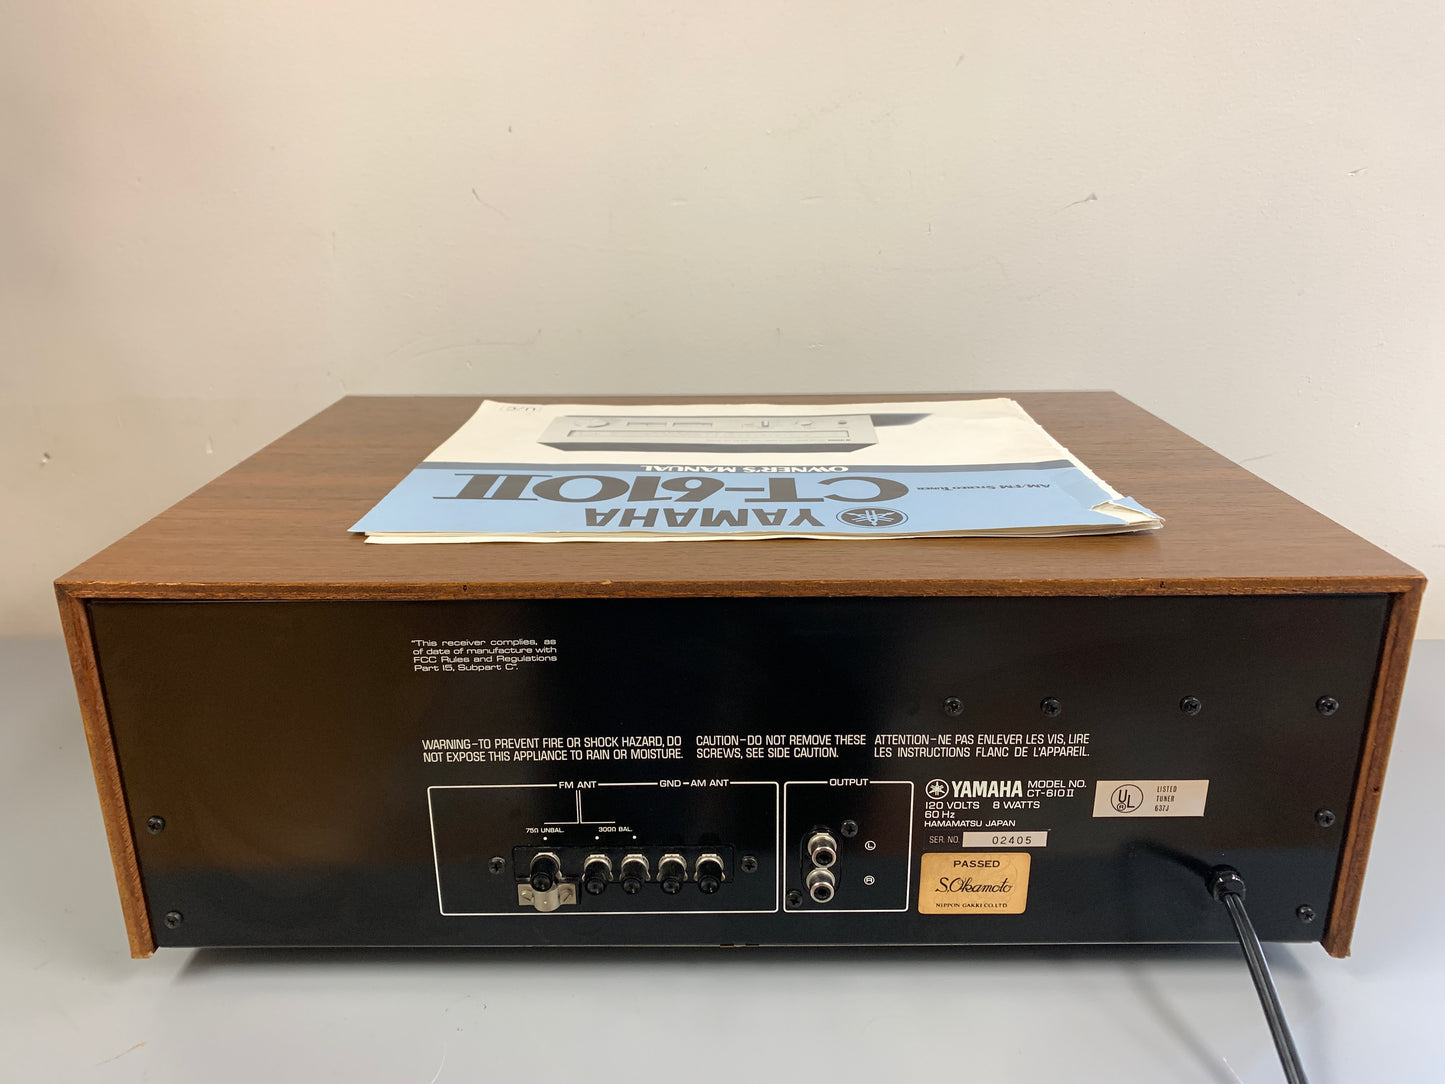 U/C
OWNER'S MANUAL
AM/FM STEREO TUNER
CT-610II
YAMAHA
"This receiver complies, as
of date of manufacture with
FCC Rules and Regulations
Part 15, Subpart C".
WARNING-TO PREVENT FIRE OR SHOCK HAZARD, DO
NOT EXPOSE THIS APPLIANCE TO RAIN OR MOISTURE.
CAUTION-DO NOT REMOVE THESE
SCREWS, SEE SIDE CAUTION.
ATTENTION-NE PAS ENLEVER LES VIS, LIRE
LES INSTRUCTIONS FLANC DE L'APPAREIL.
FM ANT
GND-AM ANT
75Ω UNBAL.
300Ω BAL.
OUTPUT
L
R
YAMAHA MODEL NO.
CT-610 II
120 VOLTS 8 WATTS
60 Hz
HAMAMATSU JAPAN
SER. NO. 02405
UL
R
LISTED
TUNER
637J
PASSED
S.Okamoto
NIPPON GAKKI CO. LTD.